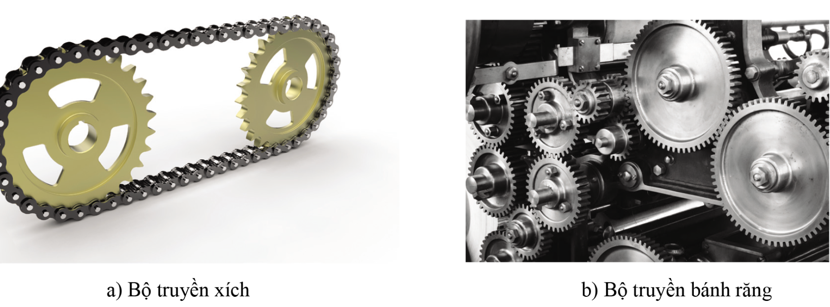 a) Bộ truyền xích
b) Bộ truyền bánh răng